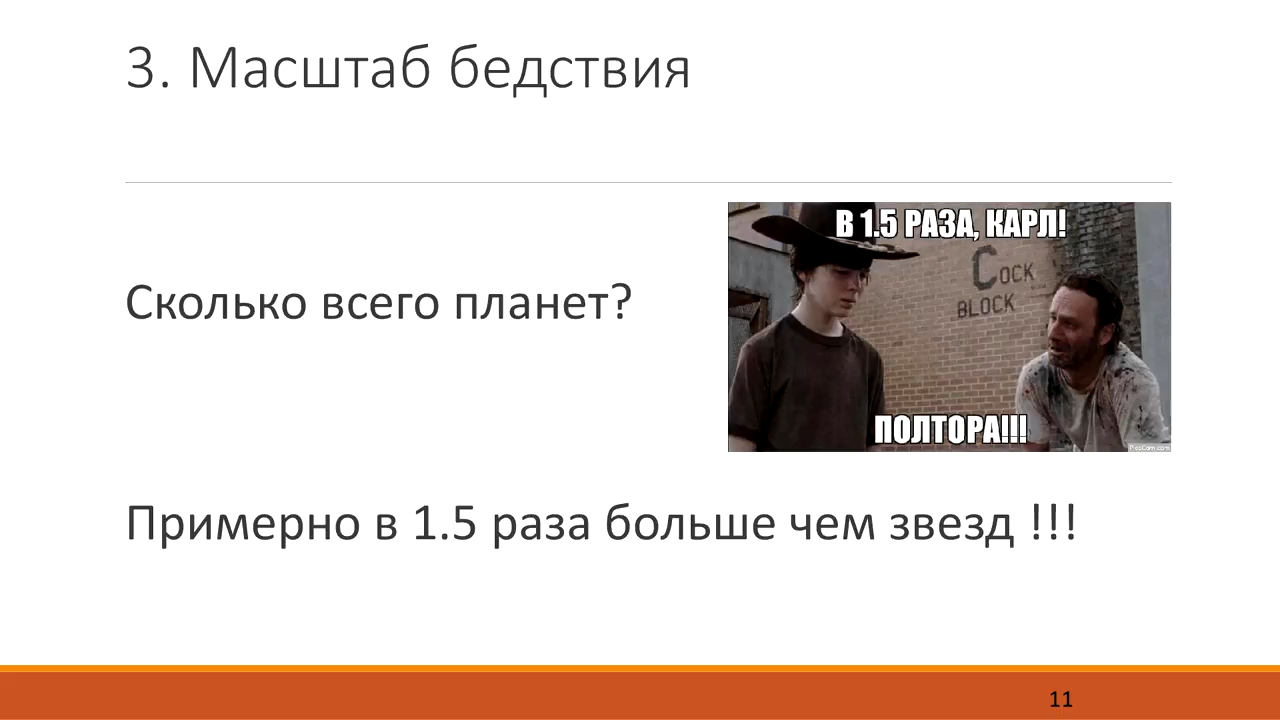 3. Масштаб бедствия
В 1.5 РАЗА, КАРЛ!
COCK
BLOCK
Сколько всего планет?
ПОЛТОРА!!!
Примерно в 1.5 раза больше чем звезд !!!
11